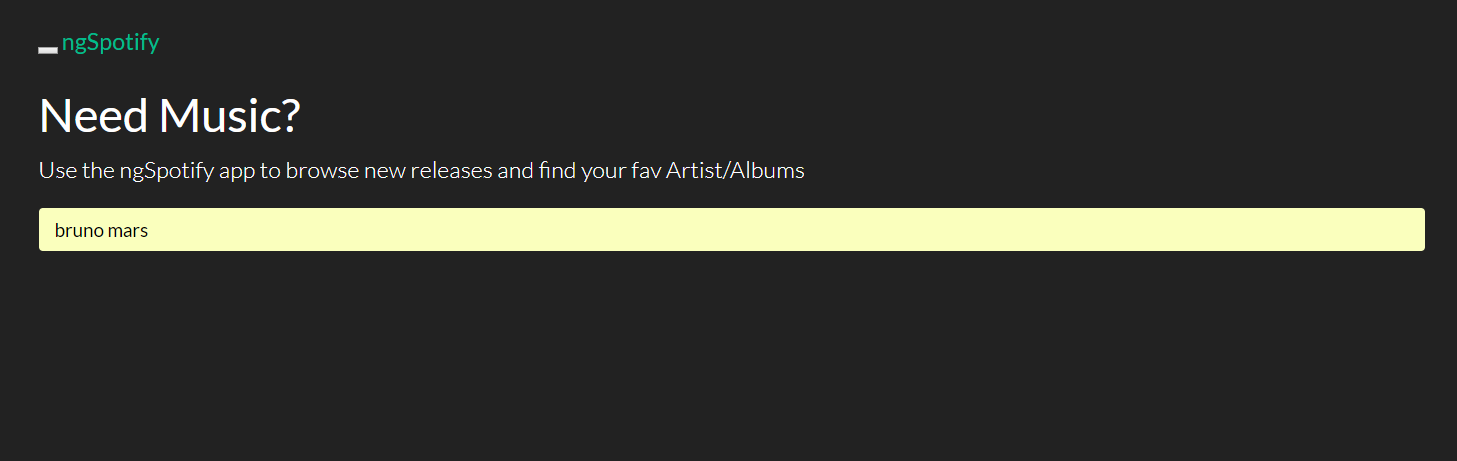 ngSpotify
Need Music?
Use the ngSpotify app to browse new releases and find your fav Artist/Albums
bruno mars